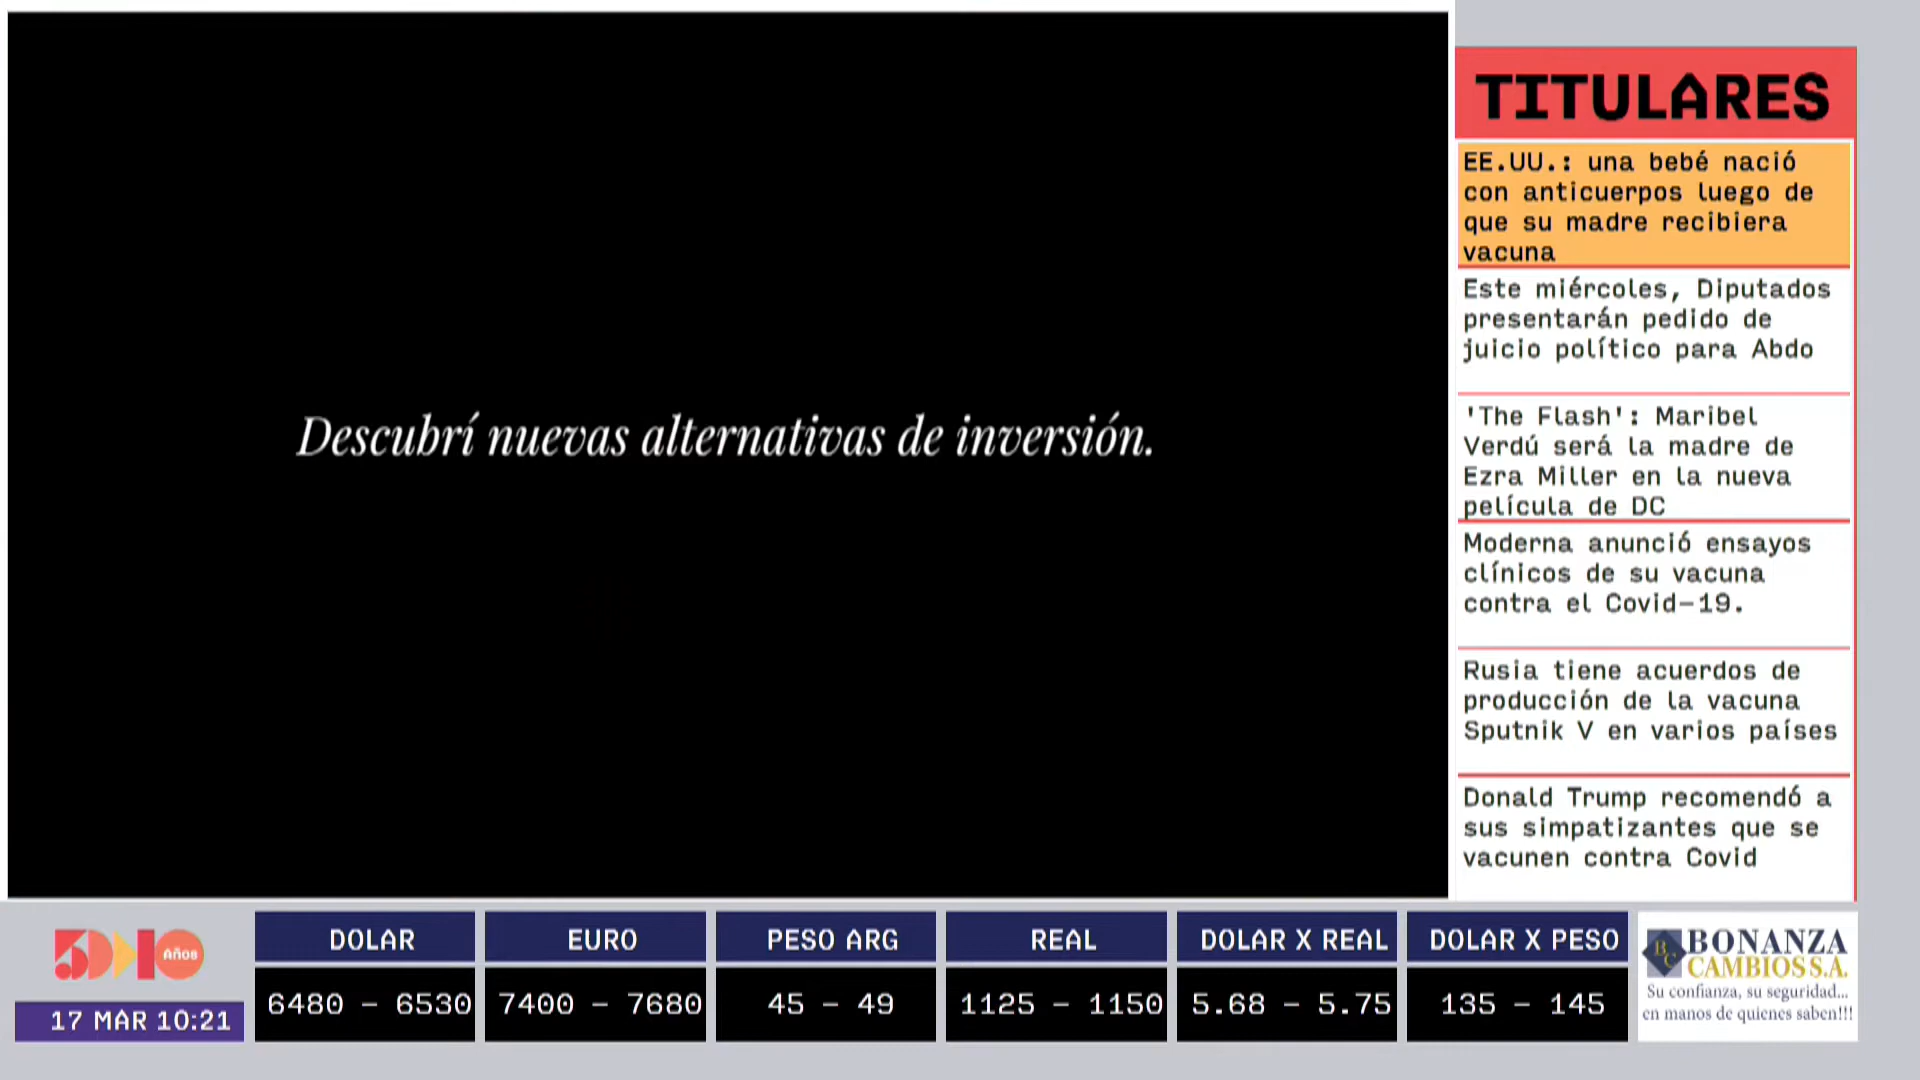 Descubrí nuevas alternativas de inversión.
TITULARES
EE.UU.: una bebé nació
con anticuerpos luego de
que su madre recibiera
vacuna
Este miércoles, Diputados
presentarán pedido de
juicio político para Abdo
'The Flash': Maribel
Verdú será la madre de
Ezra Miller en la nueva
película de DC
Moderna anunció ensayos
clínicos de su vacuna
contra el Covid-19.
Rusia tiene acuerdos de
producción de la vacuna
Sputnik V en varios países
Donald Trump recomendó a
sus simpatizantes que se
vacunen contra Covid
5D 10 Años
17 MAR 10:21
DOLAR
6480 - 6530
EURO
7400 - 7680
PESO ARG
45 - 49
REAL
1125 - 1150
DOLAR X REAL
5.68 - 5.75
DOLAR X PESO
135 - 145
BC
BONANZA
CAMBIOS S.A.
Su confianza, su seguridad...
en manos de quienes saben!!!